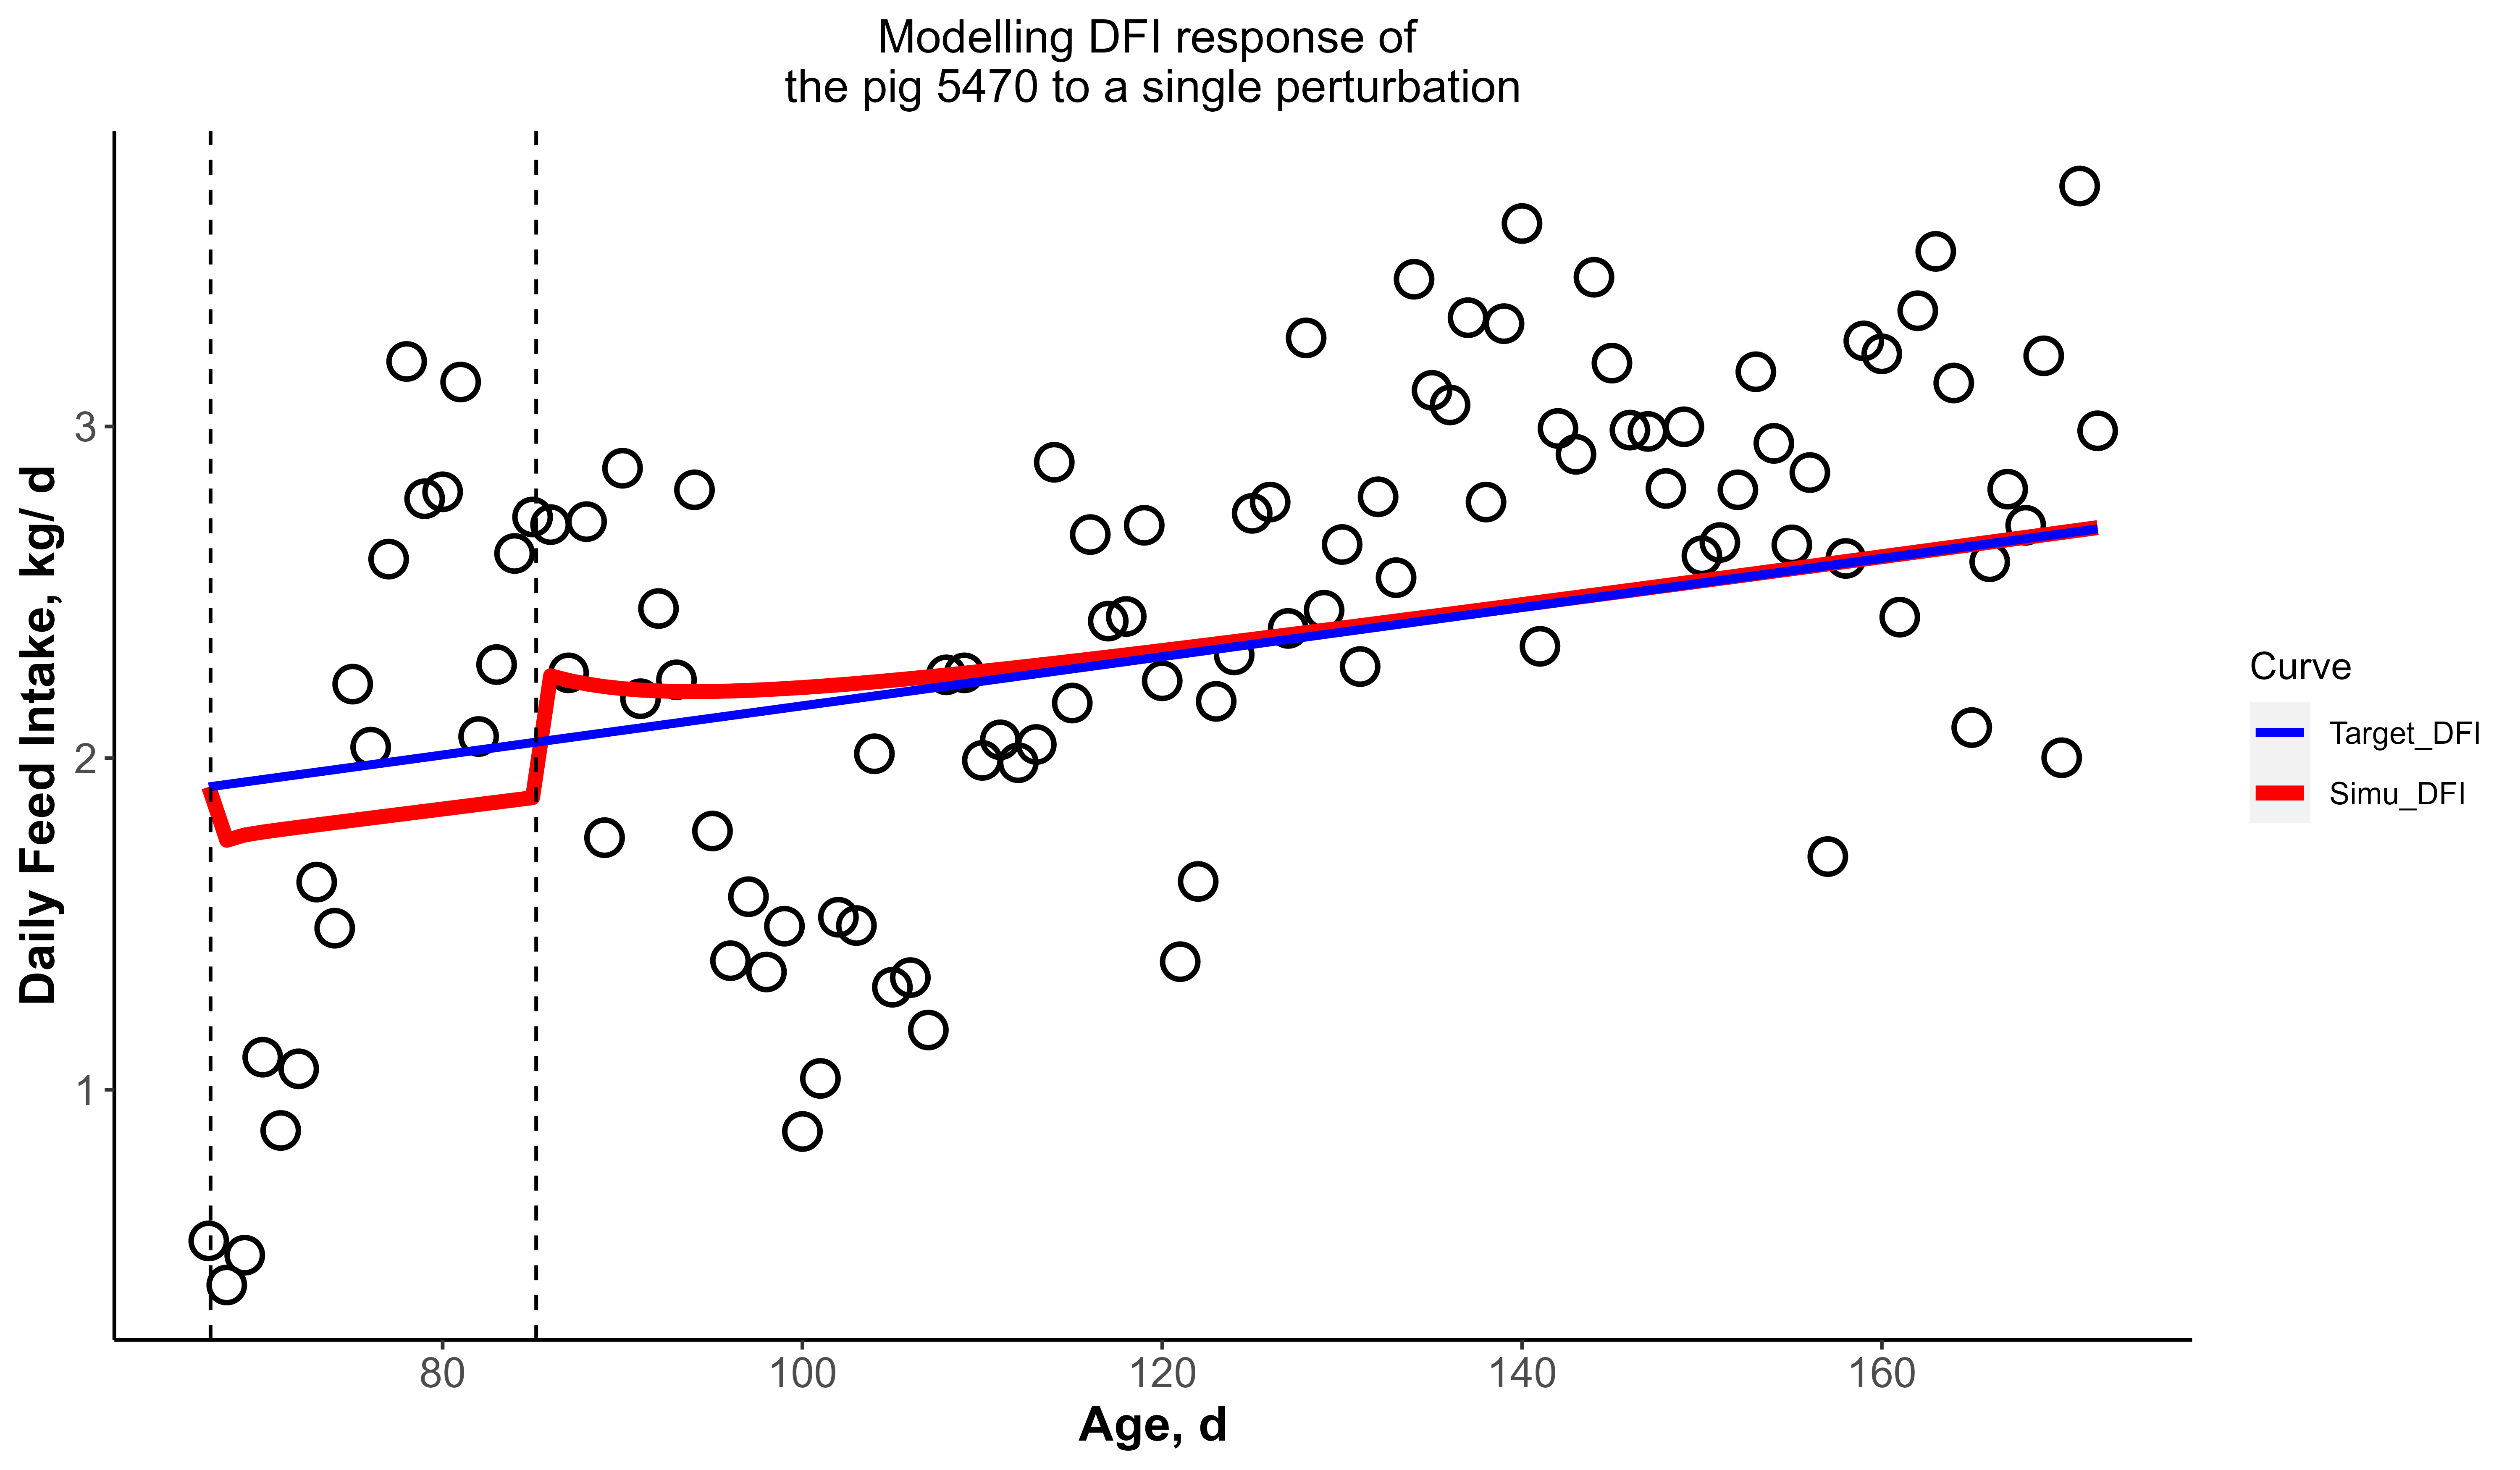 Modelling DFI response of
the pig 5470 to a single perturbation
Daily Feed Intake, kg/ d
3
2
1
80
100
120
140
160
Age, d
Curve
Target_DFI
Simu_DFI